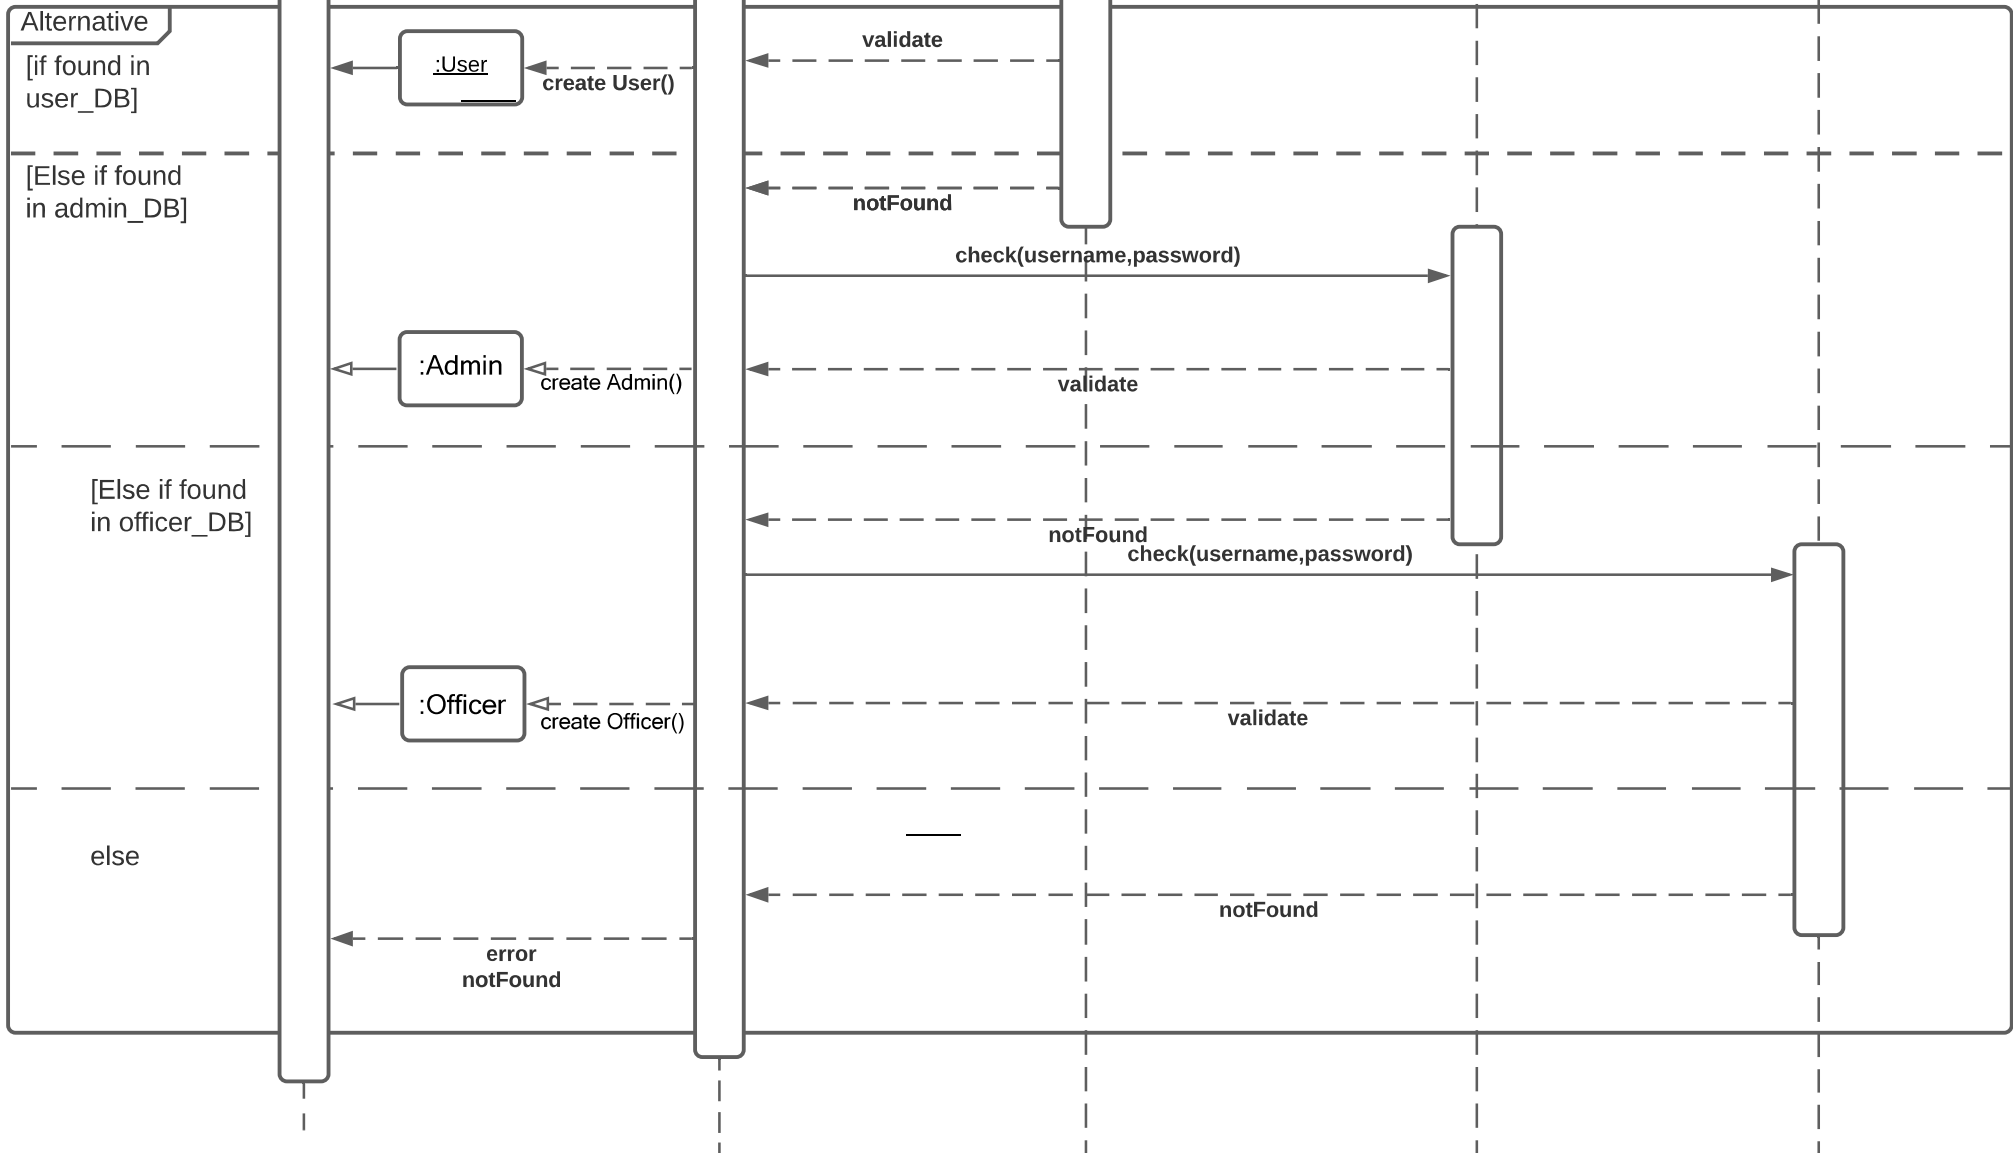 Alternative
[if found in
user_DB]
:User
create User()
validate
[Else if found
in admin_DB]
notFound
check(username,password)
:Admin
create Admin()
validate
[Else if found
in officer_DB]
notFound
check(username,password)
:Officer
create Officer()
validate
else
notFound
error
notFound